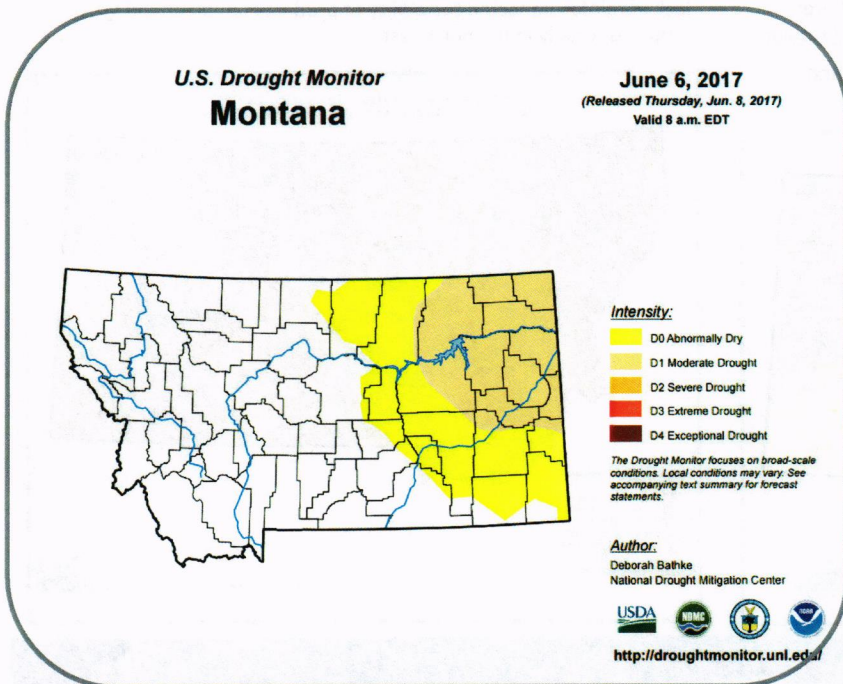 U.S. Drought Monitor
Montana
June 6, 2017
(Released Thursday, Jun. 8, 2017)
Valid 8 a.m. EDT
Intensity:
D0 Abnormally Dry
D1 Moderate Drought
D2 Severe Drought
D3 Extreme Drought
D4 Exceptional Drought
The Drought Monitor focuses on broad-scale
conditions. Local conditions may vary. See
accompanying text summary for forecast
statements.
Author:
Deborah Bathke
National Drought Mitigation Center
USDA
NDMC
NOAA
http://droughtmonitor.unl.edu/